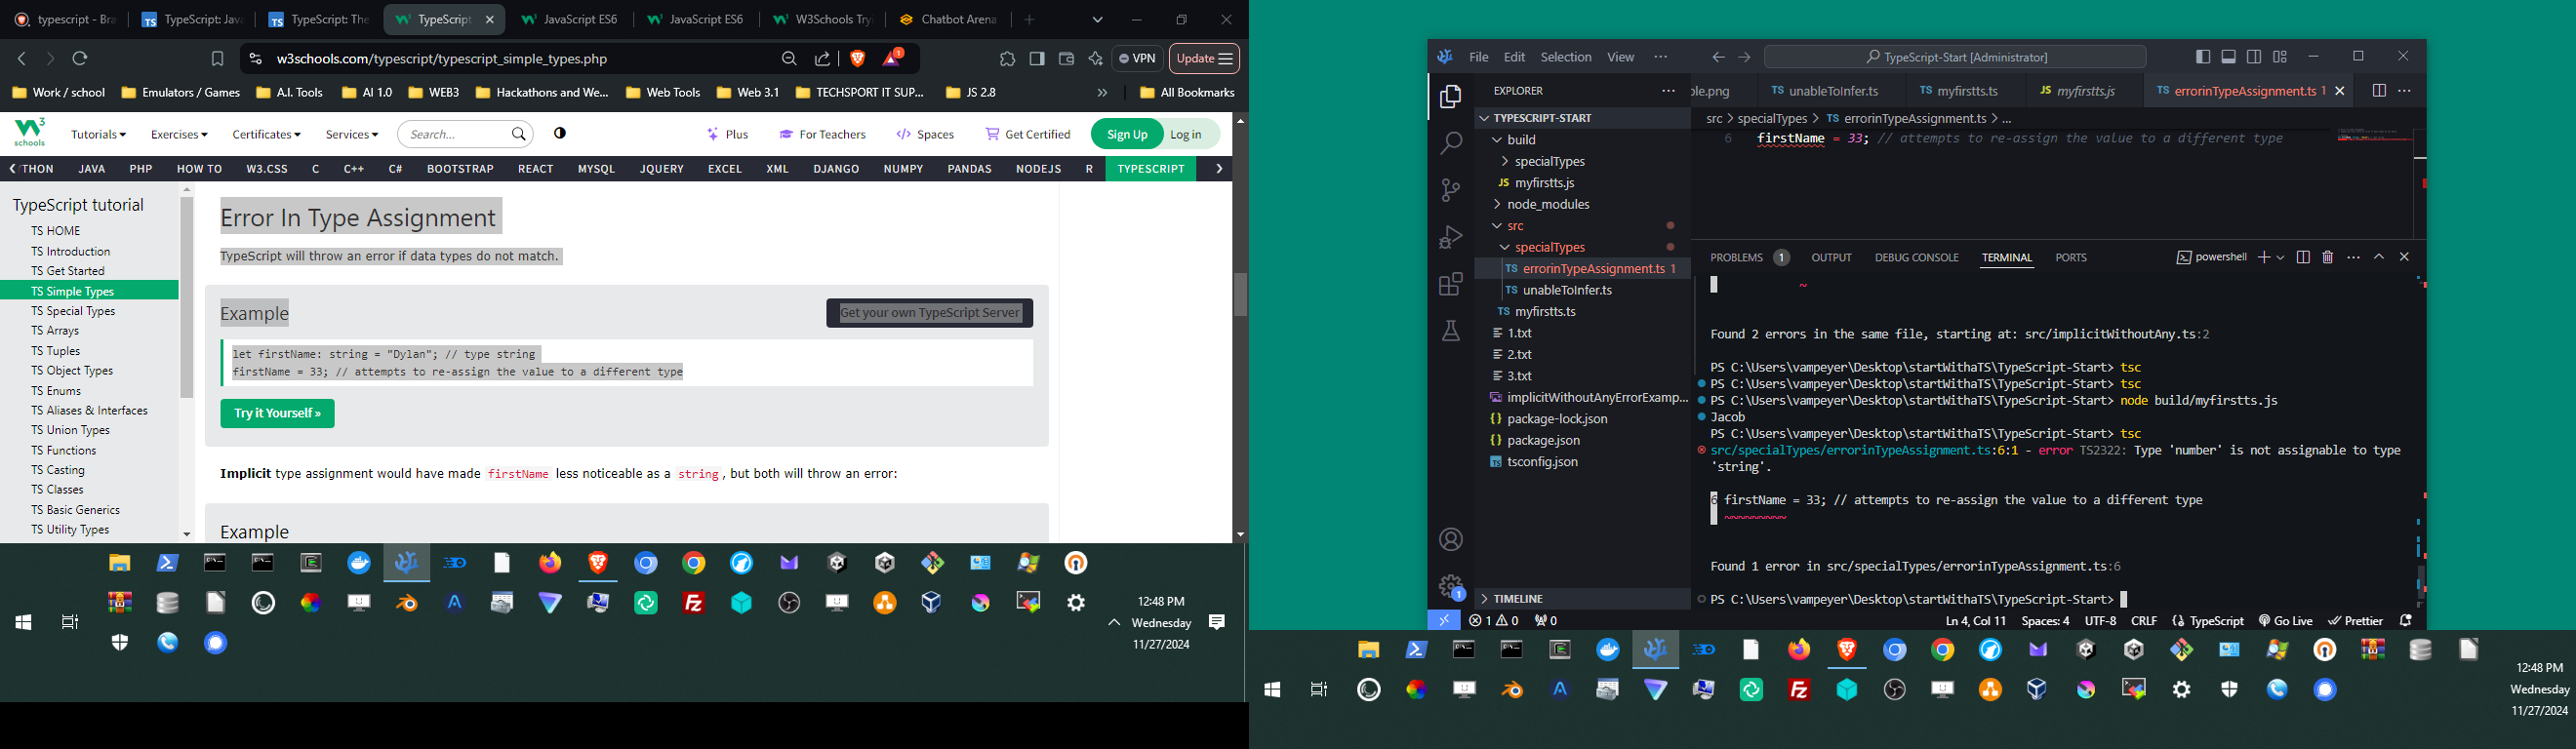 typescript - Bra
TypeScript: Java
TypeScript: The
TypeScript
JavaScript ES6
JavaScript ES6
W3Schools Try
Chatbot Arena
w3schools.com/typescript/typescript_simple_types.php
1
VPN
Update
Work / school
Emulators / Games
A.I. Tools
AI 1.0
WEB3
Hackathons and We...
Web Tools
Web 3.1
TECHSPORT IT SUP...
JS 2.8
»
All Bookmarks
W3
schools
Tutorials
Exercises
Certificates
Services
Search...
Plus
For Teachers
Spaces
Get Certified
Sign Up
Log in
THON JAVA PHP HOW TO W3.CSS C C++ C# BOOTSTRAP REACT MYSQL JQUERY EXCEL XML DJANGO NUMPY PANDAS NODEJS R TYPESCRIPT
TypeScript tutorial
TS HOME
TS Introduction
TS Get Started
TS Simple Types
TS Special Types
TS Arrays
TS Tuples
TS Object Types
TS Enums
TS Aliases & Interfaces
TS Union Types
TS Functions
TS Casting
TS Classes
TS Basic Generics
TS Utility Types
Error In Type Assignment
TypeScript will throw an error if data types do not match.
Example
Get your own TypeScript Server
let firstName: string = "Dylan"; // type string
firstName = 33; // attempts to re-assign the value to a different type
Try it Yourself »
Implicit type assignment would have made firstName less noticeable as a string, but both will throw an error:
Example
12:48 PM
Wednesday
11/27/2024
File Edit Selection View ···
TypeScript-Start [Administrator]
EXPLORER
TYPESCRIPT-START
build
specialTypes
JS myfirstts.js
node_modules
src
specialTypes
TS errorinTypeAssignment.ts 1
TS unableToInfer.ts
TS myfirstts.ts
1.txt
2.txt
3.txt
implicitWithoutAnyErrorExamp...
package-lock.json
package.json
tsconfig.json
TIMELINE
ple.png
TS unableToInfer.ts
TS myfirstts.ts
JS myfirstts.js
TS errorinTypeAssignment.ts 1
src > specialTypes > TS errorinTypeAssignment.ts > ...
6 firstName = 33; // attempts to re-assign the value to a different type
PROBLEMS 1 OUTPUT DEBUG CONSOLE TERMINAL PORTS
powershell
~
Found 2 errors in the same file, starting at: src/implicitWithoutAny.ts:2
PS C:\Users\vampeyer\Desktop\startWithaTS\TypeScript-Start> tsc
PS C:\Users\vampeyer\Desktop\startWithaTS\TypeScript-Start> tsc
PS C:\Users\vampeyer\Desktop\startWithaTS\TypeScript-Start> node build/myfirstts.js
Jacob
PS C:\Users\vampeyer\Desktop\startWithaTS\TypeScript-Start> tsc
src/specialTypes/errorinTypeAssignment.ts:6:1 - error TS2322: Type 'number' is not assignable to type
'string'.
6 firstName = 33; // attempts to re-assign the value to a different type
~~~~~~~~~
Found 1 error in src/specialTypes/errorinTypeAssignment.ts:6
PS C:\Users\vampeyer\Desktop\startWithaTS\TypeScript-Start>
1
1 0 0
Ln 4, Col 11 Spaces: 4 UTF-8 CRLF TypeScript Go Live Prettier
12:48 PM
Wednesday
11/27/2024